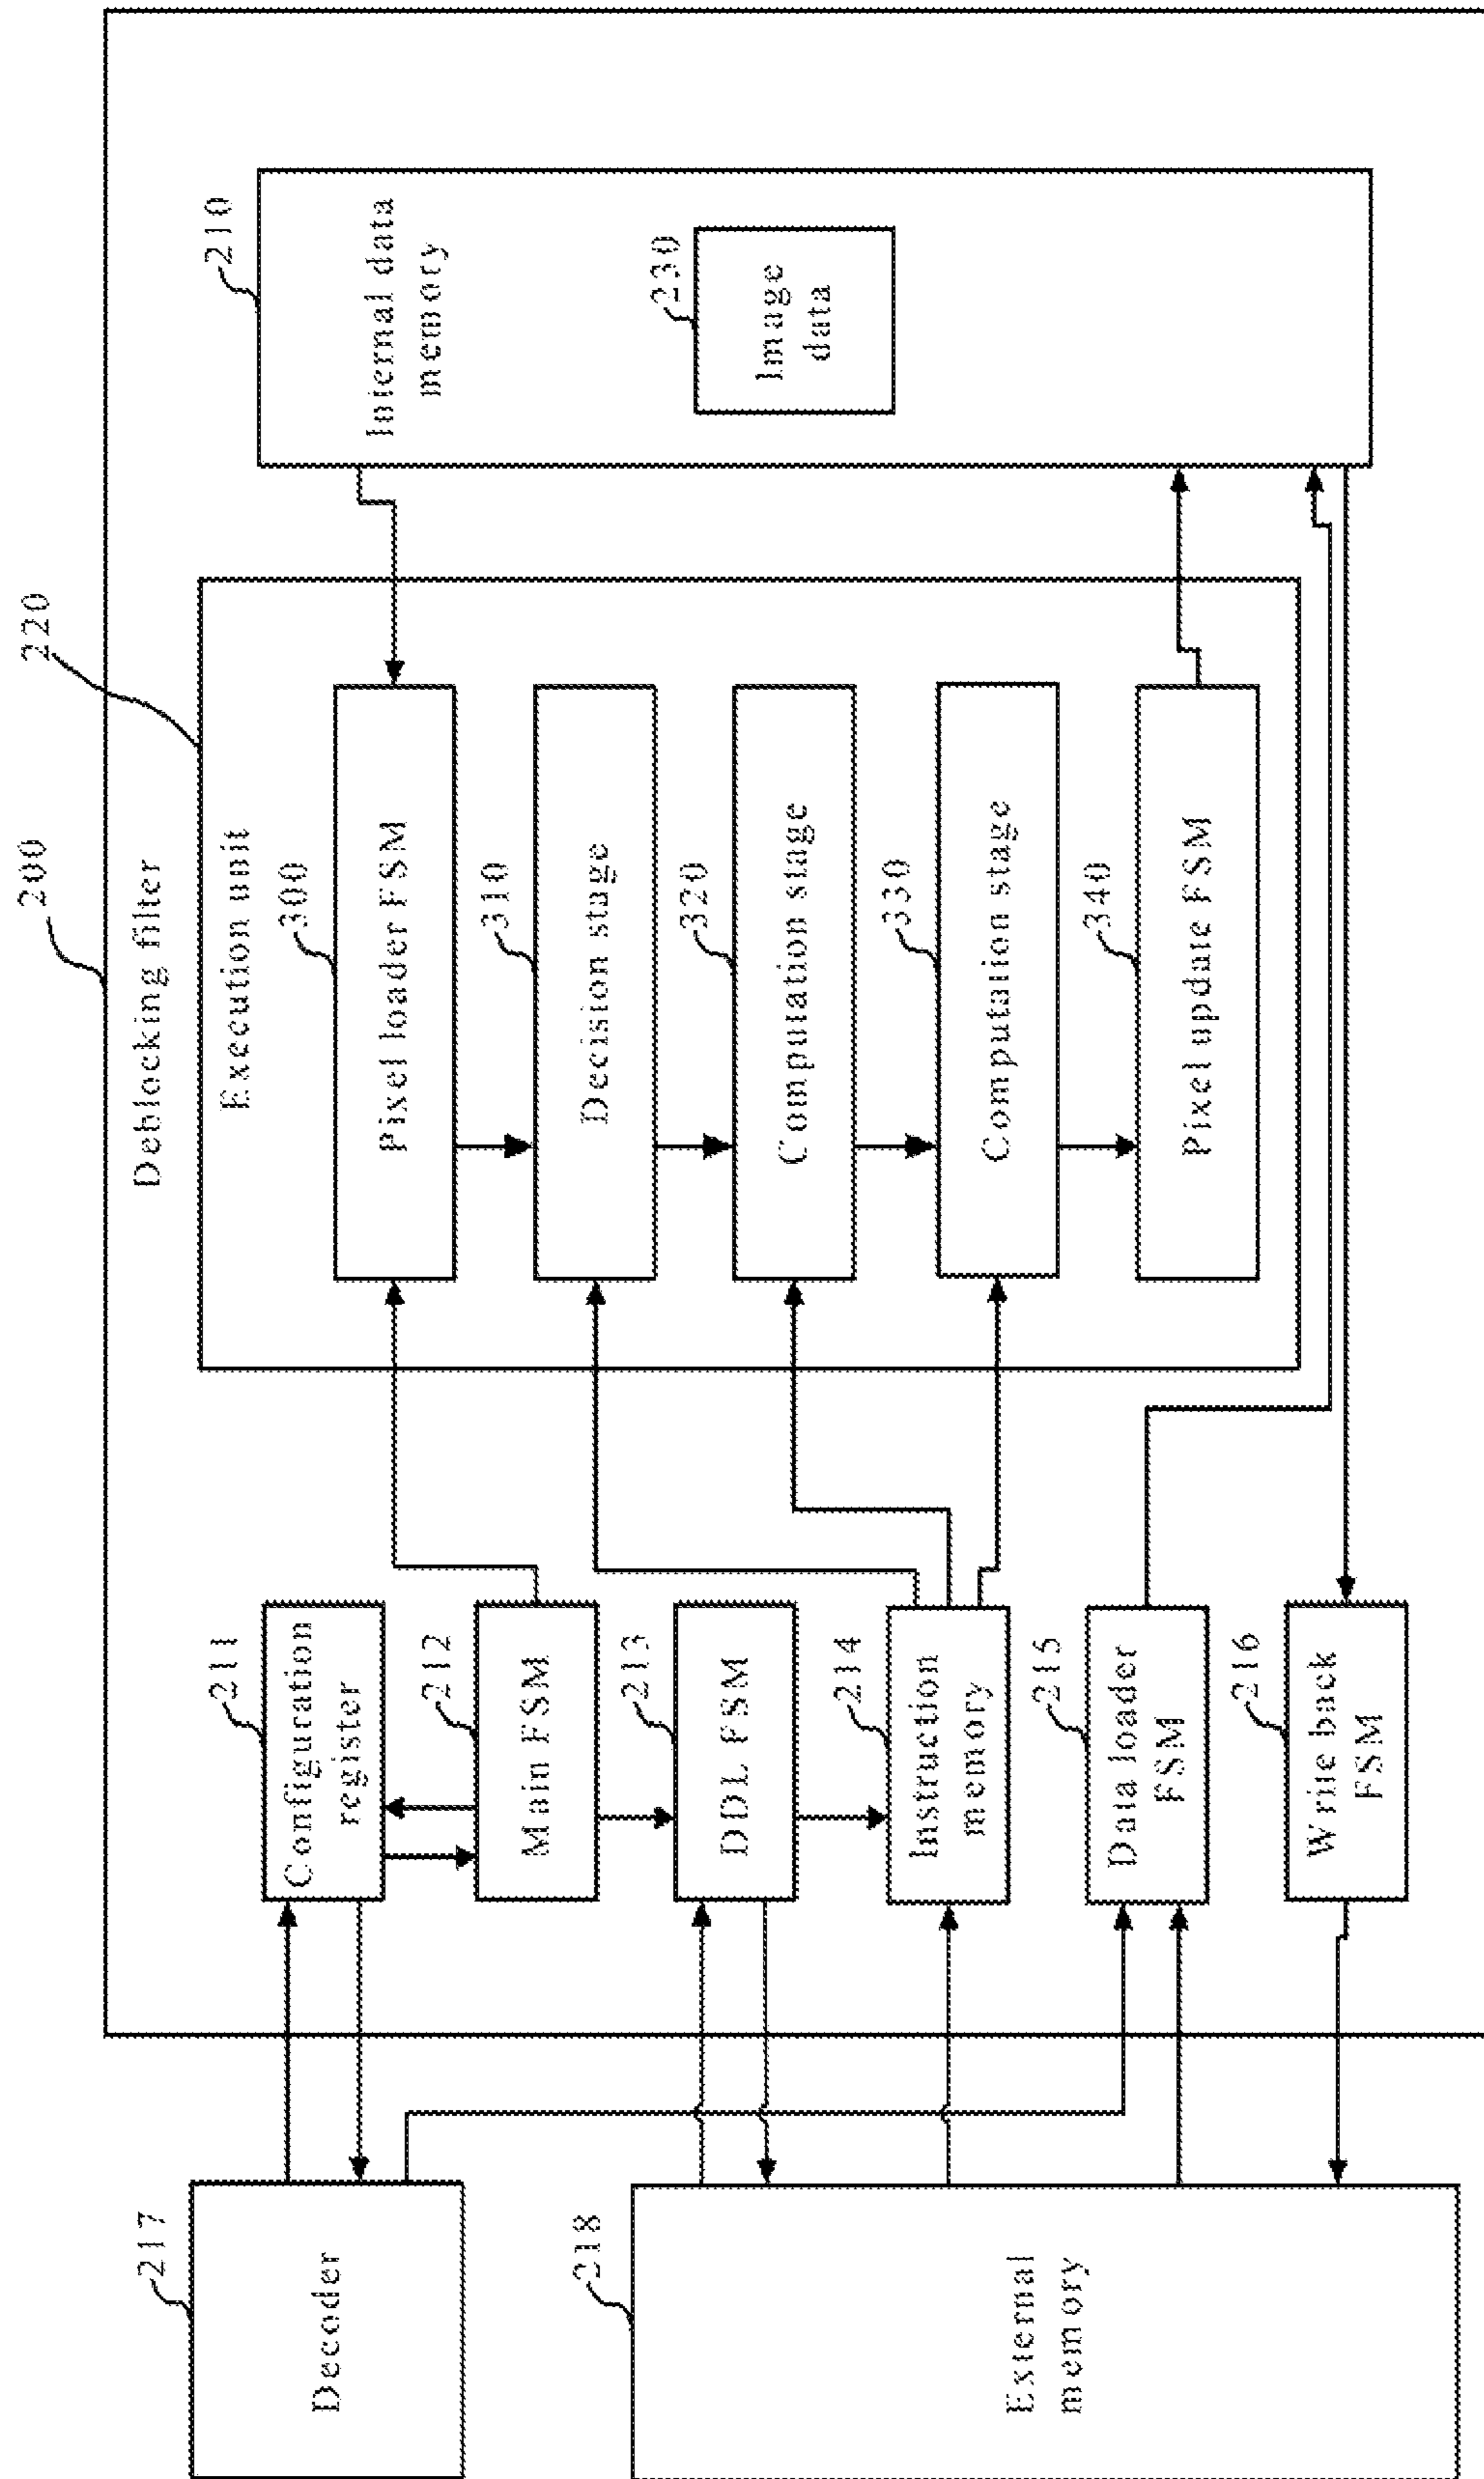 200
Deblocking filter
220
Execution unit
210
Internal data
memory
230
Image
data
300
Pixel loader FSM
310
Decision stage
320
Computation stage
330
Computation stage
340
Pixel update FSM
211
Configuration
register
212
Main FSM
213
DDL FSM
214
Instruction
memory
215
Data loader
FSM
216
Write back
FSM
217
Decoder
218
External
memory